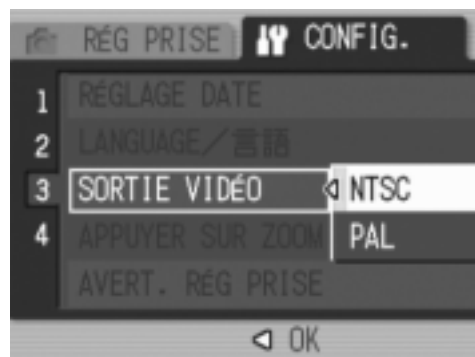 RÉG PRISE CONFIG.
1 RÉGLAGE DATE
2 LANGUAGE/言語
3 SORTIE VIDÉO NTSC
4 APPUYER SUR ZOOM PAL
AVERT. RÉG PRISE
OK